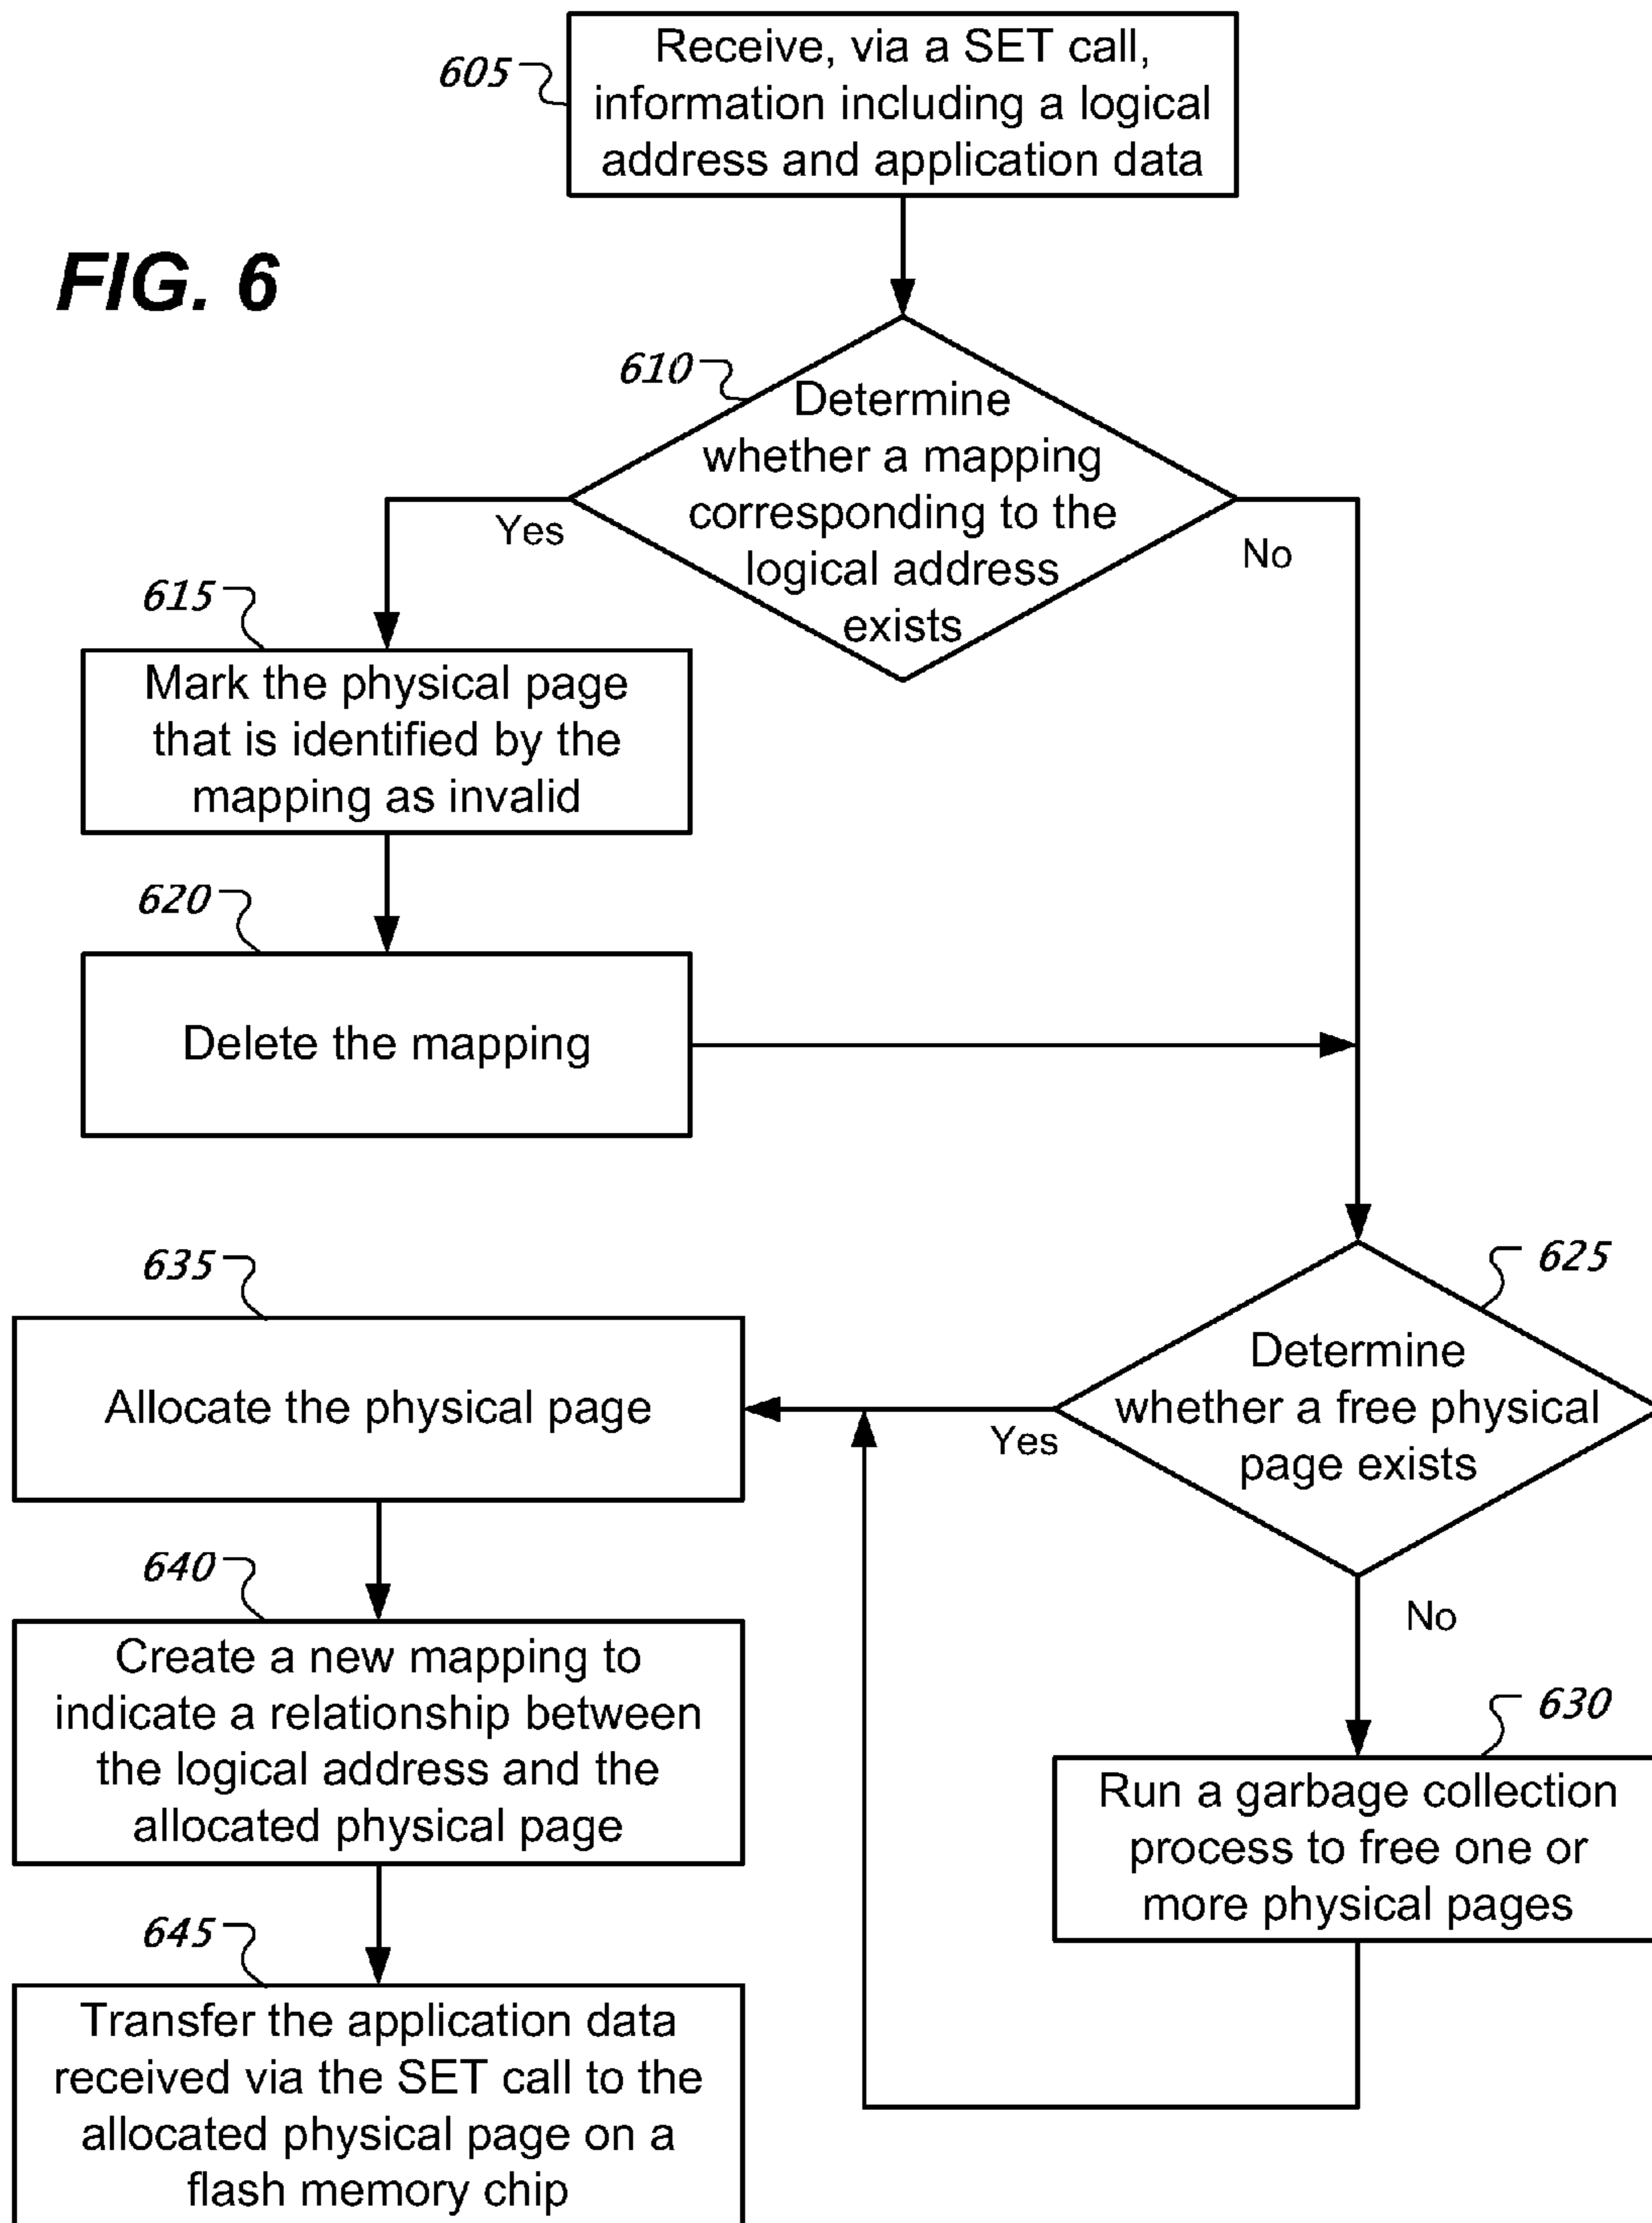 605
Receive, via a SET call,
information including a logical
address and application data
FIG. 6
610
Determine
whether a mapping
corresponding to the
logical address
exists
Yes
No
615
Mark the physical page
that is identified by the
mapping as invalid
620
Delete the mapping
625
Determine
whether a free physical
page exists
Yes
No
630
Run a garbage collection
process to free one or
more physical pages
635
Allocate the physical page
640
Create a new mapping to
indicate a relationship between
the logical address and the
allocated physical page
645
Transfer the application data
received via the SET call to the
allocated physical page on a
flash memory chip